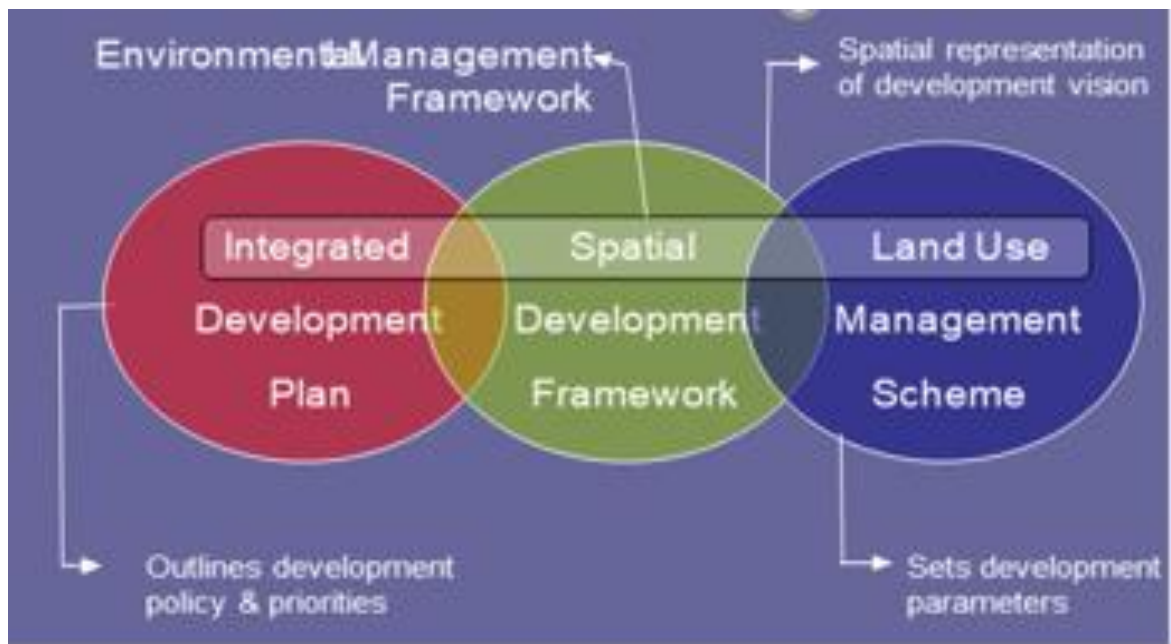 Environmental Management
Framework
Spatial representation
of development vision
Integrated
Development
Plan
Spatial
Development
Framework
Land Use
Management
Scheme
Outlines development
policy & priorities
Sets development
parameters